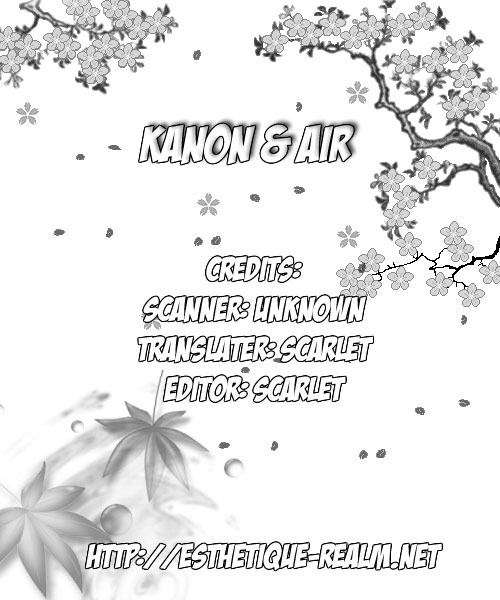 KANON & AIR
CREDITS:
SCANNER: UNKNOWN
TRANSLATER: SCARLET
EDITOR: SCARLET
HTTP://ESTHETIQUE-REALM.NET